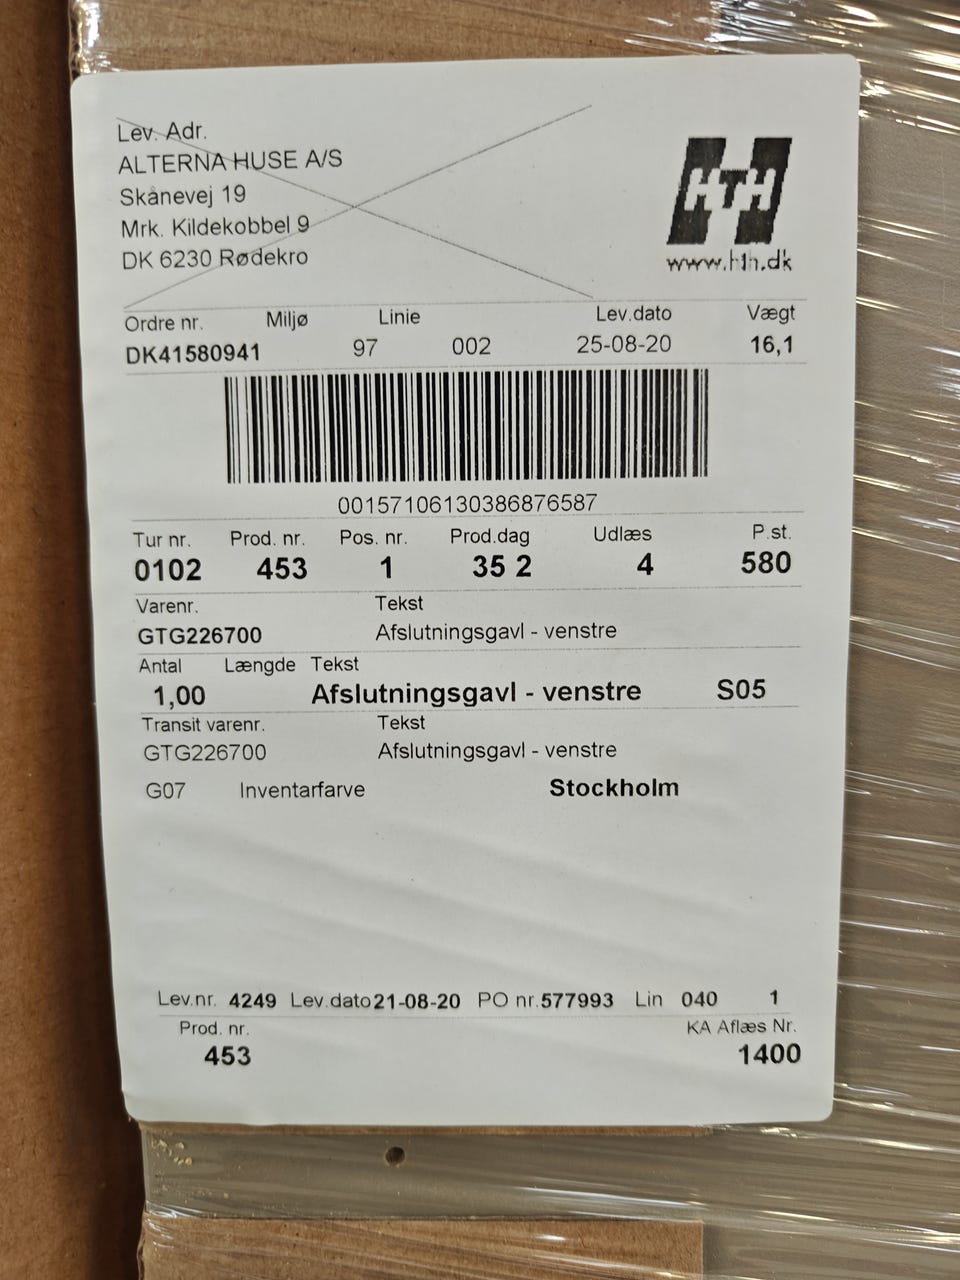 Lev. Adr.
ALTERNA HUSE A/S
Skånevej 19
Mrk. Kildekobbel 9
DK 6230 Rødekro
HTH
www.hth.dk
Ordre nr. Miljø Linie Lev.dato Vægt
DK41580941 97 002 25-08-20 16,1
00157106130386876587
Tur nr. Prod. nr. Pos. nr. Prod.dag Udlæs P.st.
0102 453 1 35 2 4 580
Varenr. Tekst
GTG226700 Afslutningsgavl - venstre
Antal Længde Tekst
1,00 Afslutningsgavl - venstre S05
Transit varenr. Tekst
GTG226700 Afslutningsgavl - venstre
G07 Inventarfarve Stockholm
Lev.nr. 4249 Lev.dato 21-08-20 PO nr. 577993 Lin 040 1
Prod. nr. KA Aflæs Nr.
453 1400